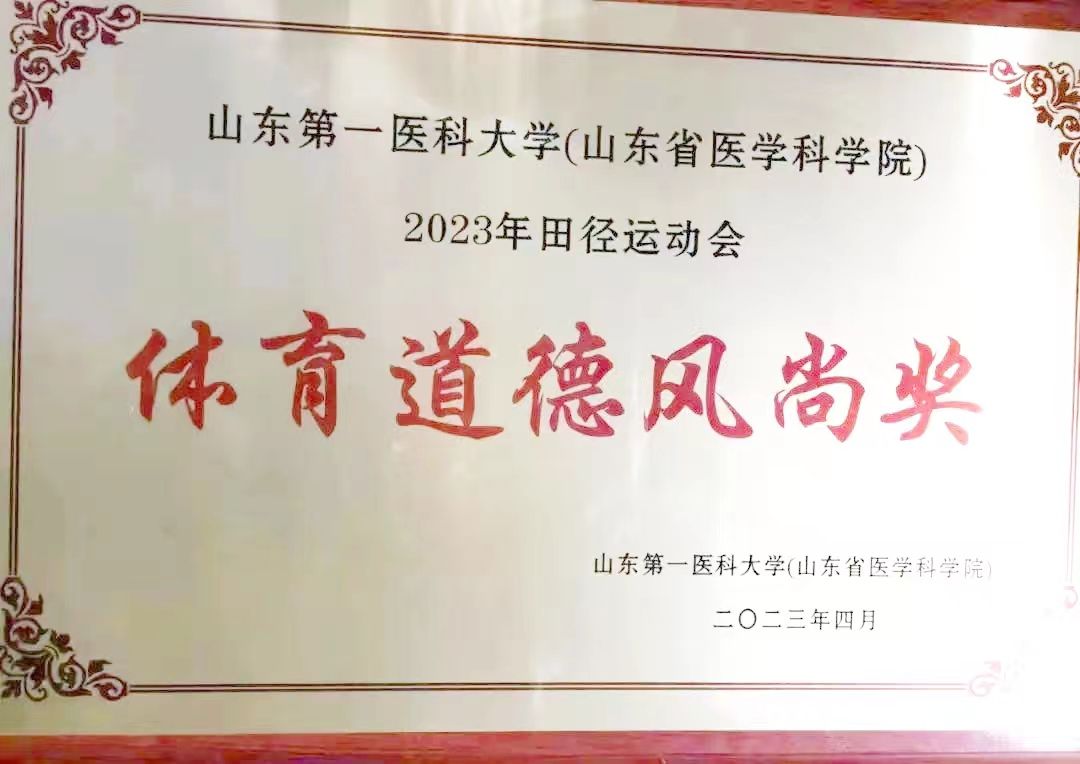 山东第一医科大学(山东省医学科学院)
2023年田径运动会
体育道德风尚奖
山东第一医科大学(山东省医学科学院)
二〇二三年四月